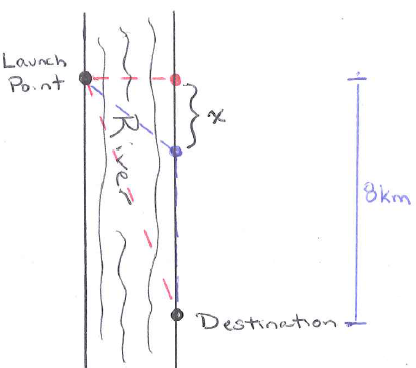 Launch
Point
River
x
8km
Destination